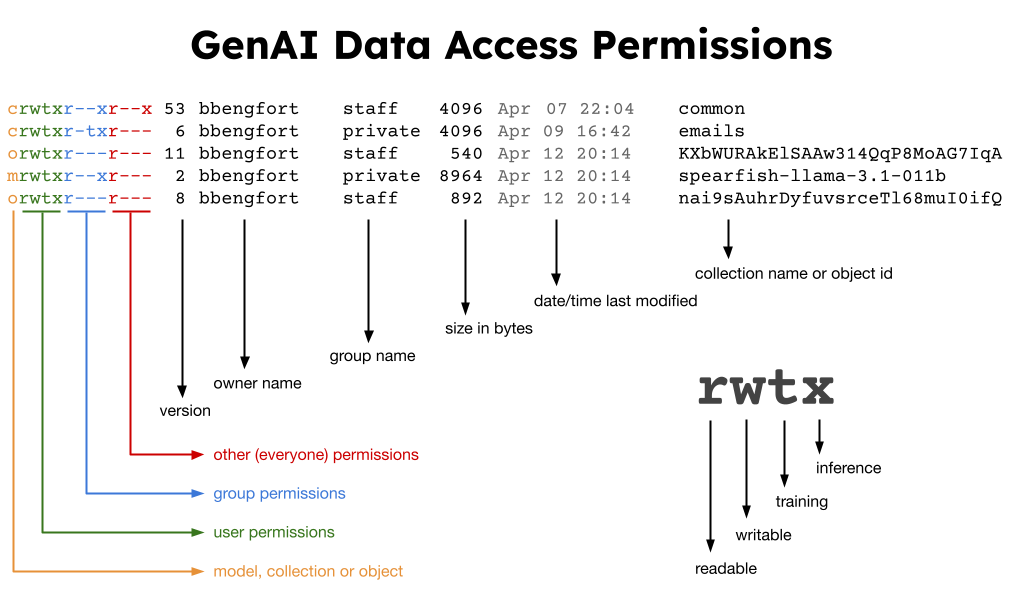 GenAI Data Access Permissions
crwtxr--xr--x 53 bbengfort staff 4096 Apr 07 22:04 common
crwtxr-txr--- 6 bbengfort private 4096 Apr 09 16:42 emails
orwtxr---r--- 11 bbengfort staff 540 Apr 12 20:14 KXbWURAkElSAAw314QqP8MoAG7IqA
mrwtxr--xr--- 2 bbengfort private 8964 Apr 12 20:14 spearfish-llama-3.1-011b
orwtxr---r--- 8 bbengfort staff 892 Apr 12 20:14 nai9sAuhrDyfuvsrceTl68muI0ifQ
collection name or object id
date/time last modified
size in bytes
group name
owner name
version
other (everyone) permissions
group permissions
user permissions
model, collection or object
rwtx
inference
training
writable
readable